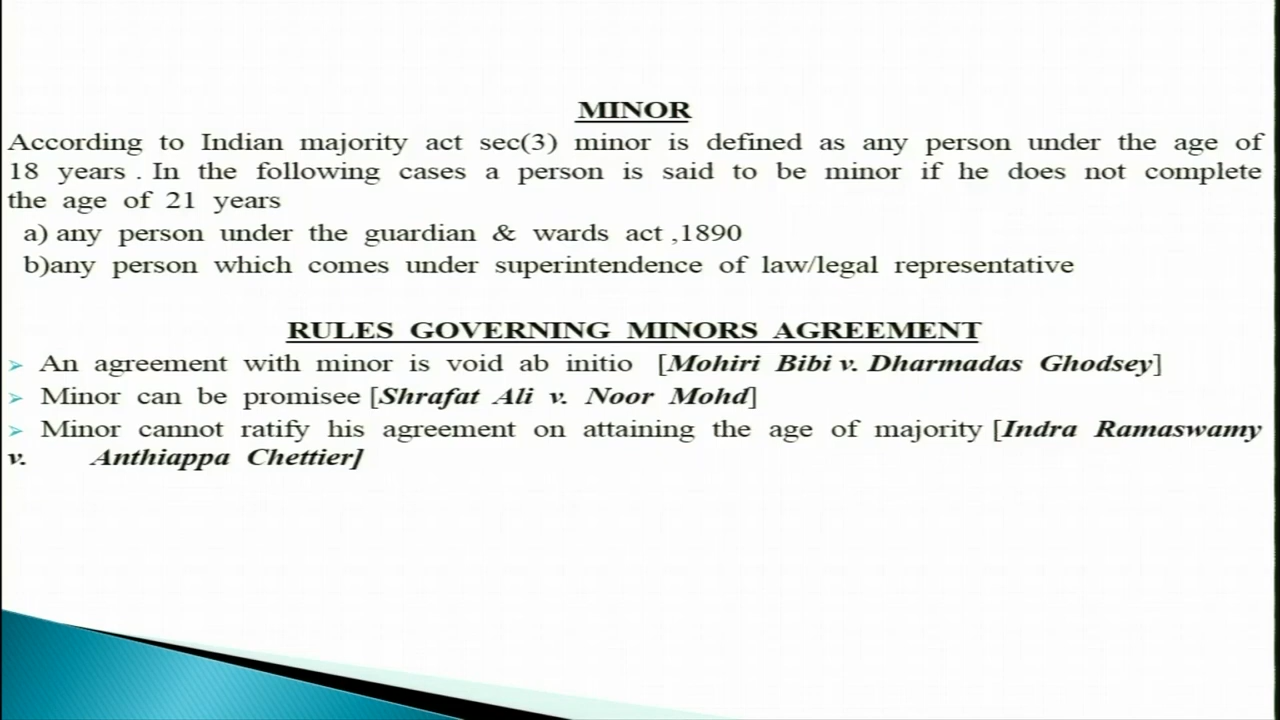 MINOR
According to Indian majority act sec(3) minor is defined as any person under the age of
18 years . In the following cases a person is said to be minor if he does not complete
the age of 21 years
a) any person under the guardian & wards act ,1890
b)any person which comes under superintendence of law/legal representative
RULES GOVERNING MINORS AGREEMENT
➢ An agreement with minor is void ab initio [Mohiri Bibi v. Dharmadas Ghodsey]
➢ Minor can be promisee [Shrafat Ali v. Noor Mohd]
➢ Minor cannot ratify his agreement on attaining the age of majority [Indra Ramaswamy
v. Anthiappa Chettier]